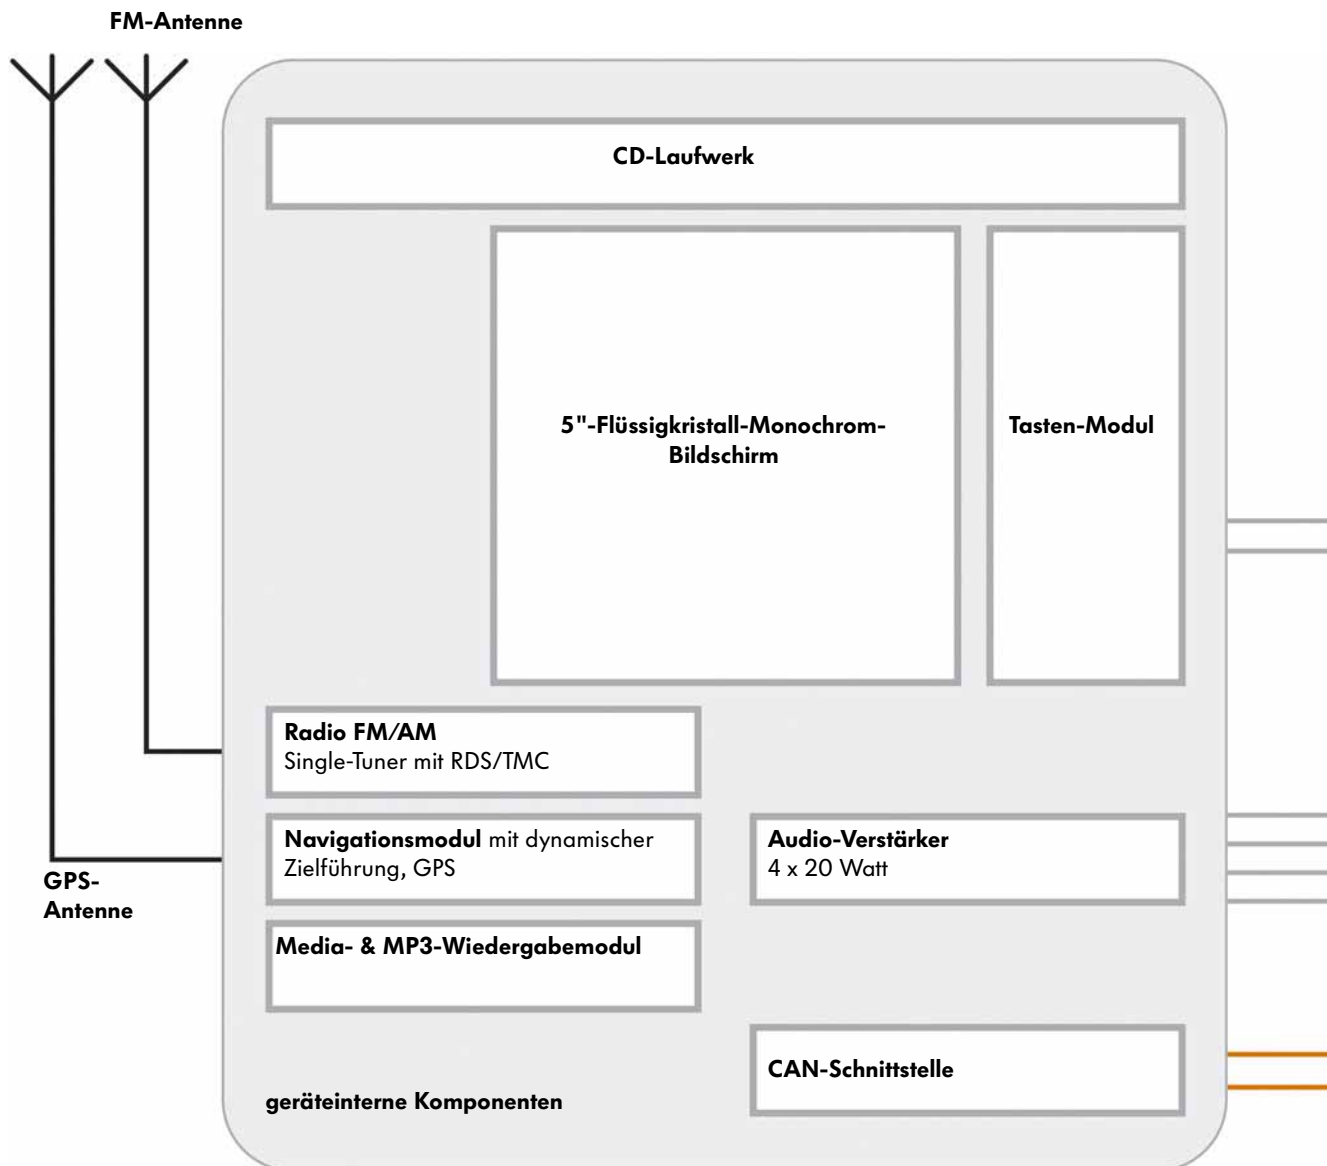 FM-Antenne
CD-Laufwerk
5"-Flüssigkristall-Monochrom-
Bildschirm
Tasten-Modul
Radio FM/AM
Single-Tuner mit RDS/TMC
Navigationsmodul mit dynamischer
Zielführung, GPS
Audio-Verstärker
4 x 20 Watt
GPS-
Antenne
Media- & MP3-Wiedergabemodul
CAN-Schnittstelle
geräteinterne Komponenten